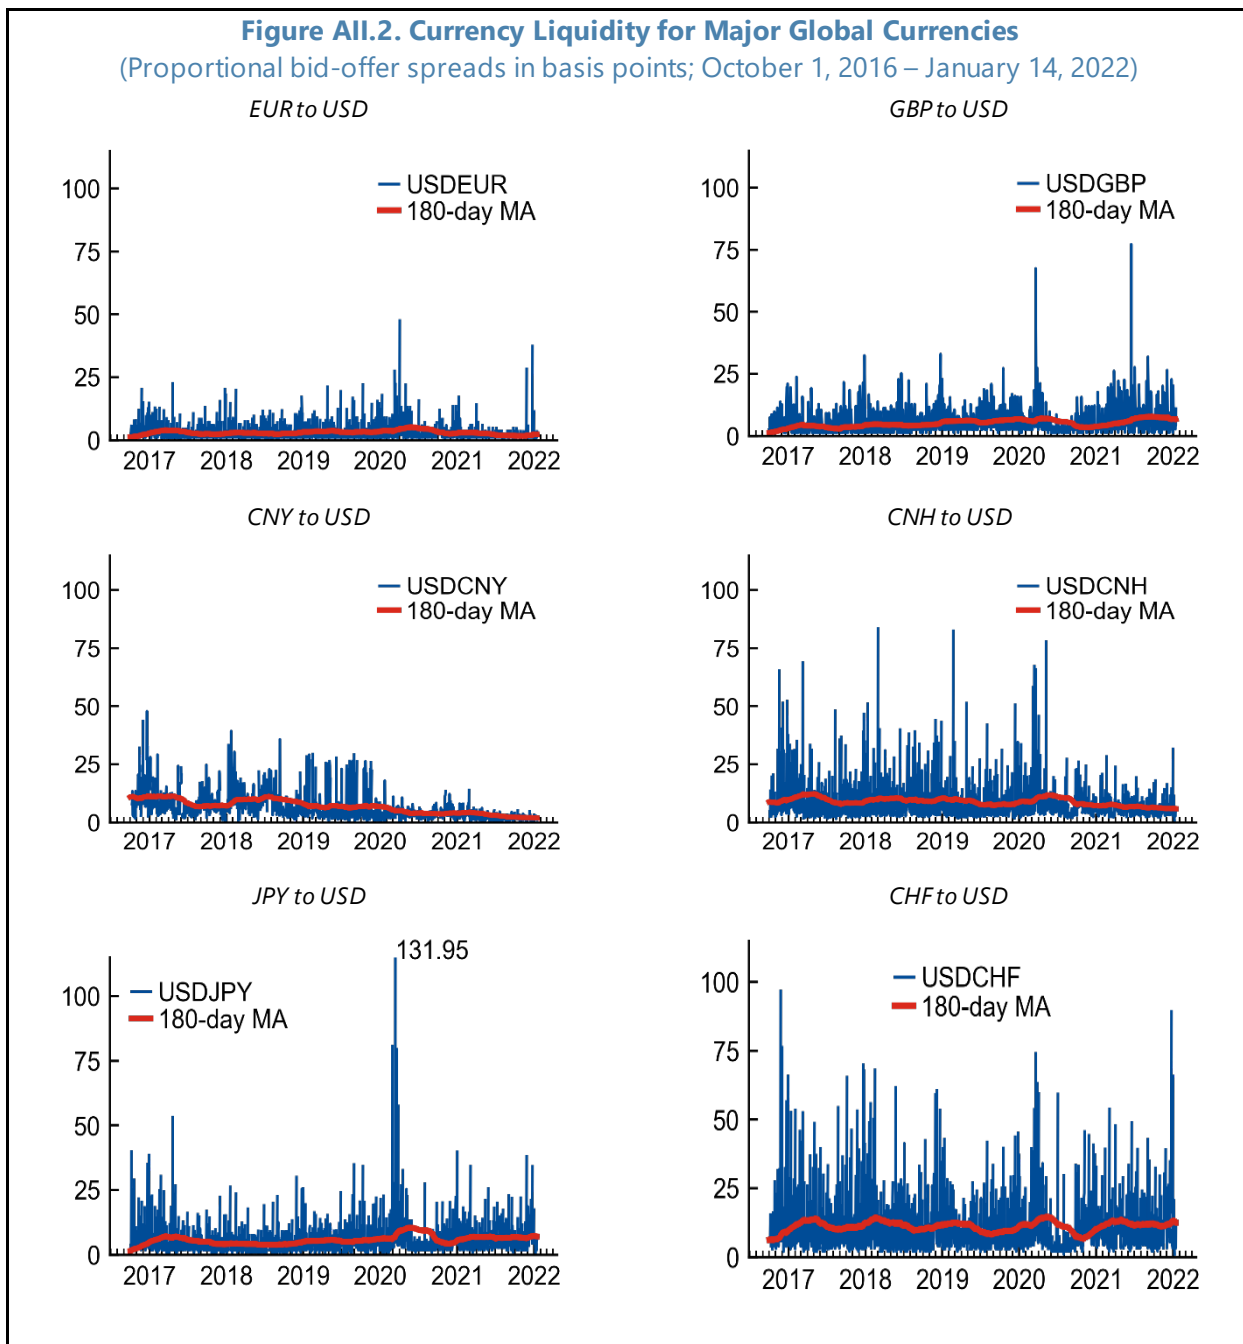 Figure AII.2. Currency Liquidity for Major Global Currencies
(Proportional bid-offer spreads in basis points; October 1, 2016 – January 14, 2022)
EUR to USD
100
75
50
25
0
USDEUR
180-day MA
2017 2018 2019 2020 2021 2022
GBP to USD
100
75
50
25
0
USDGBP
180-day MA
2017 2018 2019 2020 2021 2022
CNY to USD
100
75
50
25
0
USDCNY
180-day MA
2017 2018 2019 2020 2021 2022
CNH to USD
100
75
50
25
0
USDCNH
180-day MA
2017 2018 2019 2020 2021 2022
JPY to USD
131.95
100
75
50
25
0
USDJPY
180-day MA
2017 2018 2019 2020 2021 2022
CHF to USD
100
75
50
25
0
USDCHF
180-day MA
2017 2018 2019 2020 2021 2022